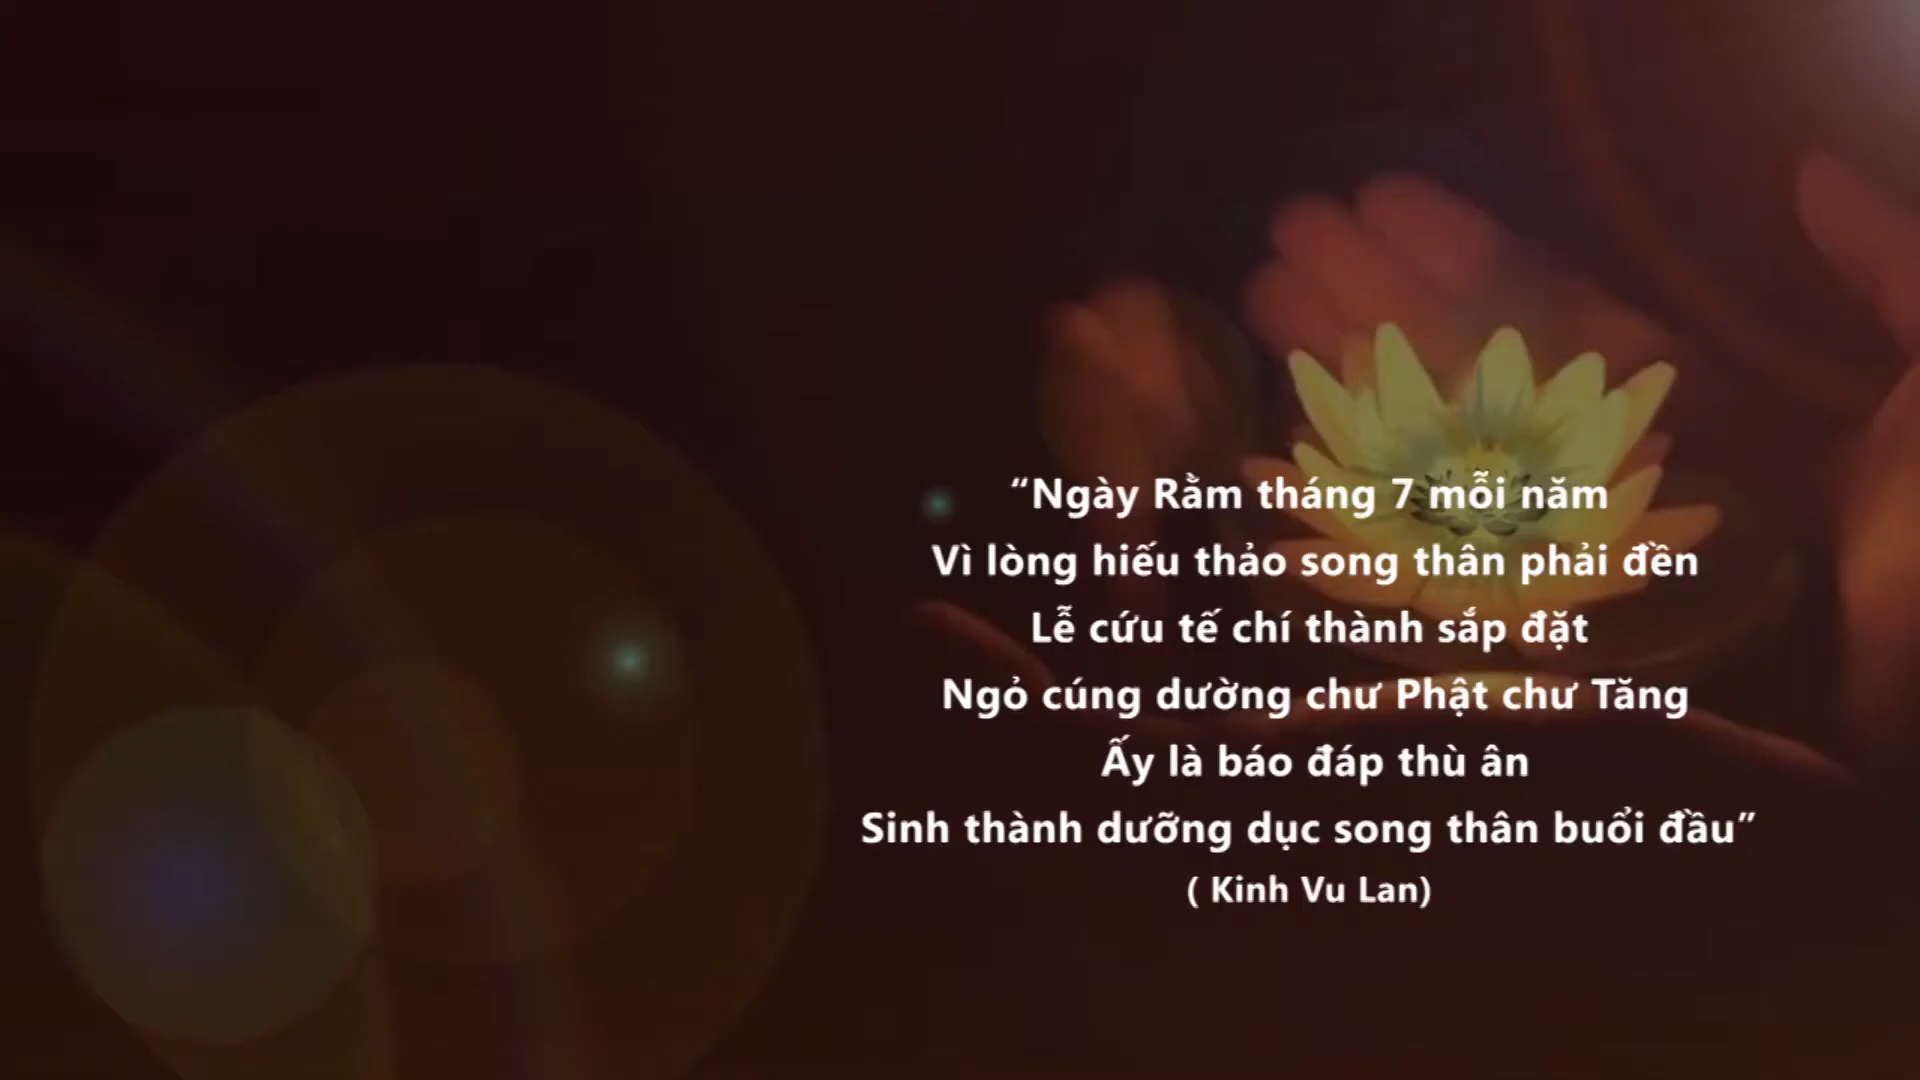 “Ngày Rằm tháng 7 mỗi năm
Vì lòng hiếu thảo song thân phải đền
Lễ cứu tế chí thành sắp đặt
Ngỏ cúng dường chư Phật chư Tăng
Ấy là báo đáp thù ân
Sinh thành dưỡng dục song thân buổi đầu”
( Kinh Vu Lan)